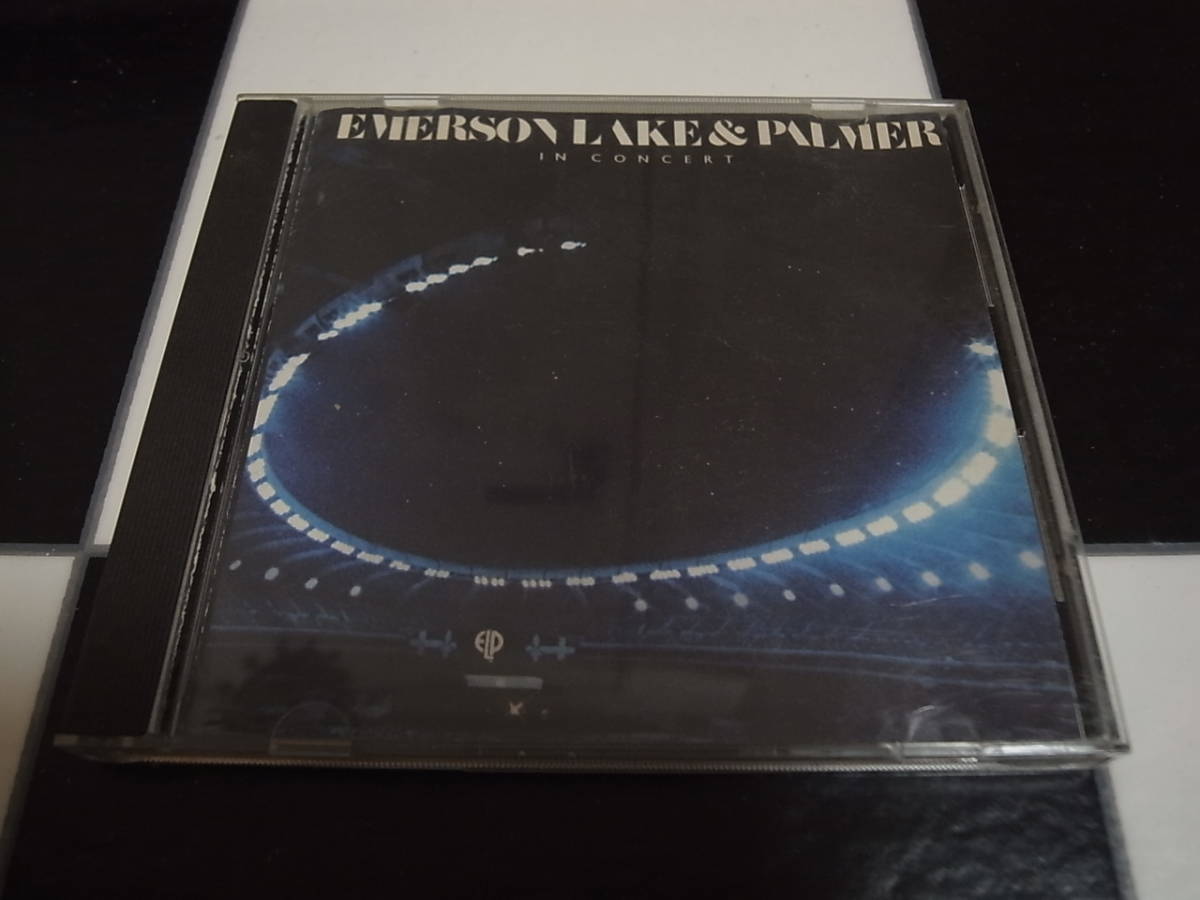 EMERSON LAKE & PALMER
IN CONCERT
ELP